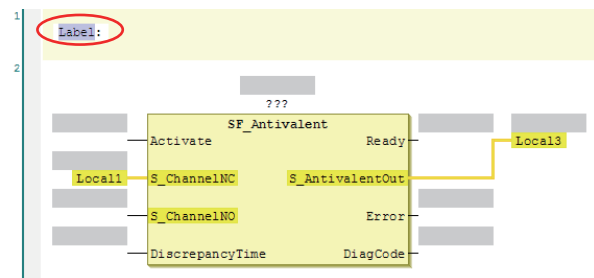 1
Label:
2
???
SF_Antivalent
Activate Ready
Local3
Local1 S_ChannelNC S_AntivalentOut
S_ChannelNO Error
DiscrepancyTime DiagCode